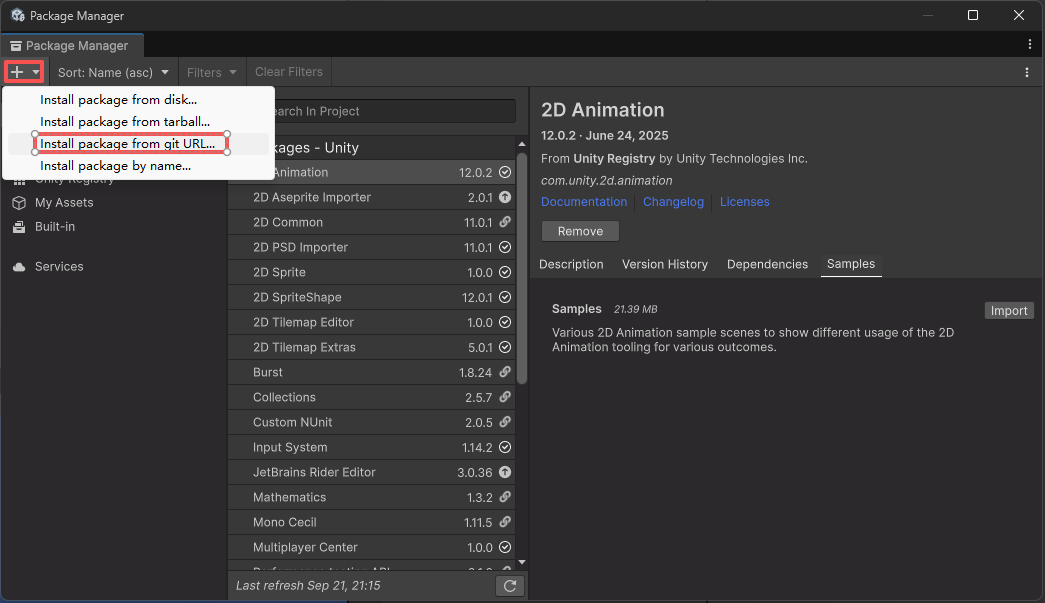 Package Manager
Package Manager
Sort: Name (asc)
Filters
Clear Filters
Install package from disk...
Install package from tarball...
Install package from git URL...
Install package by name...
My Assets
Built-in
Services
earch in Project
kages - Unity
Animation 12.0.2
2D Aseprite Importer 2.0.1
2D Common 11.0.1
2D PSD Importer 11.0.1
2D Sprite 1.0.0
2D SpriteShape 12.0.1
2D Tilemap Editor 1.0.0
2D Tilemap Extras 5.0.1
Burst 1.8.24
Collections 2.5.7
Custom NUnit 2.0.5
Input System 1.14.2
JetBrains Rider Editor 3.0.36
Mathematics 1.3.2
Mono Cecil 1.11.5
Multiplayer Center 1.0.0
Last refresh Sep 21, 21:15
2D Animation
12.0.2 · June 24, 2025
From Unity Registry by Unity Technologies Inc.
com.unity.2d.animation
Documentation
Changelog
Licenses
Remove
Description
Version History
Dependencies
Samples
Samples 21.39 MB
Import
Various 2D Animation sample scenes to show different usage of the 2D
Animation tooling for various outcomes.